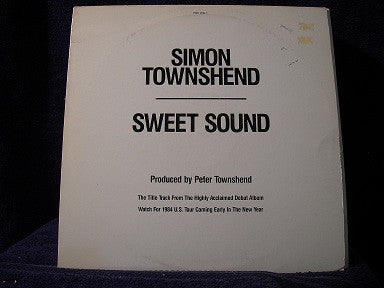 SIMON
TOWNSHEND
SWEET SOUND
Produced by Peter Townshend
The Title Track From The Highly Acclaimed Debut Album
Watch For 1984 U.S. Tour Coming Early In The New Year